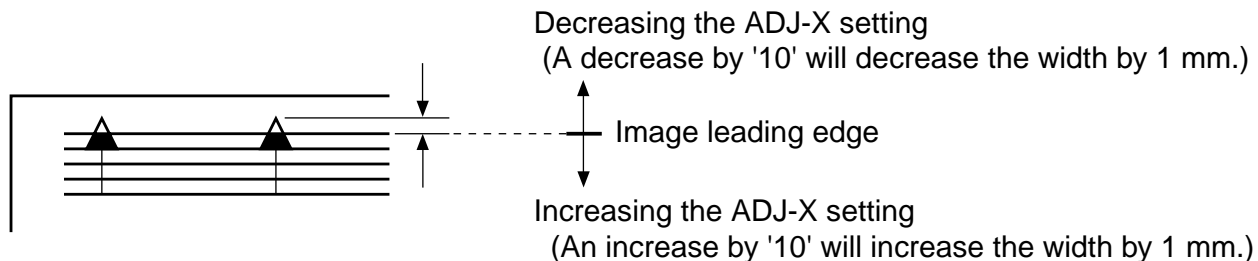 Decreasing the ADJ-X setting
(A decrease by '10' will decrease the width by 1 mm.)
Image leading edge
Increasing the ADJ-X setting
(An increase by '10' will increase the width by 1 mm.)